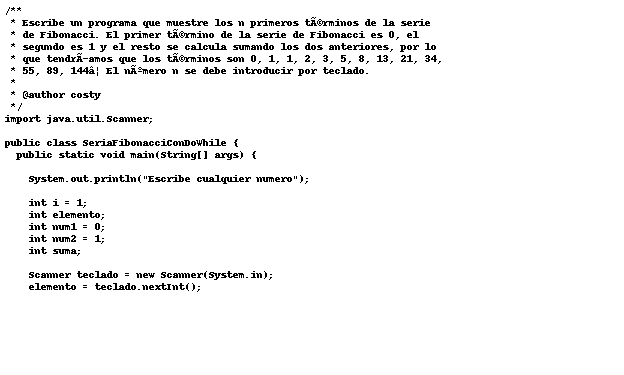 /**
 * Escribe un programa que muestre los n primeros tÃ©rminos de la serie
 * de Fibonacci. El primer tÃ©rmino de la serie de Fibonacci es 0, el
 * segundo es 1 y el resto se calcula sumando los dos anteriores, por lo
 * que tendrÃ­amos que los tÃ©rminos son 0, 1, 1, 2, 3, 5, 8, 13, 21, 34,
 * 55, 89, 144â¦ El nÃºmero n se debe introducir por teclado.
 *
 * @author costy
 */
import java.util.Scanner;
public class SeriaFibonacciConDoWhile {
  public static void main(String[] args) {
    System.out.println("Escribe cualquier numero");
    int i = 1;
    int elemento;
    int num1 = 0;
    int num2 = 1;
    int suma;
    Scanner teclado = new Scanner(System.in);
    elemento = teclado.nextInt();